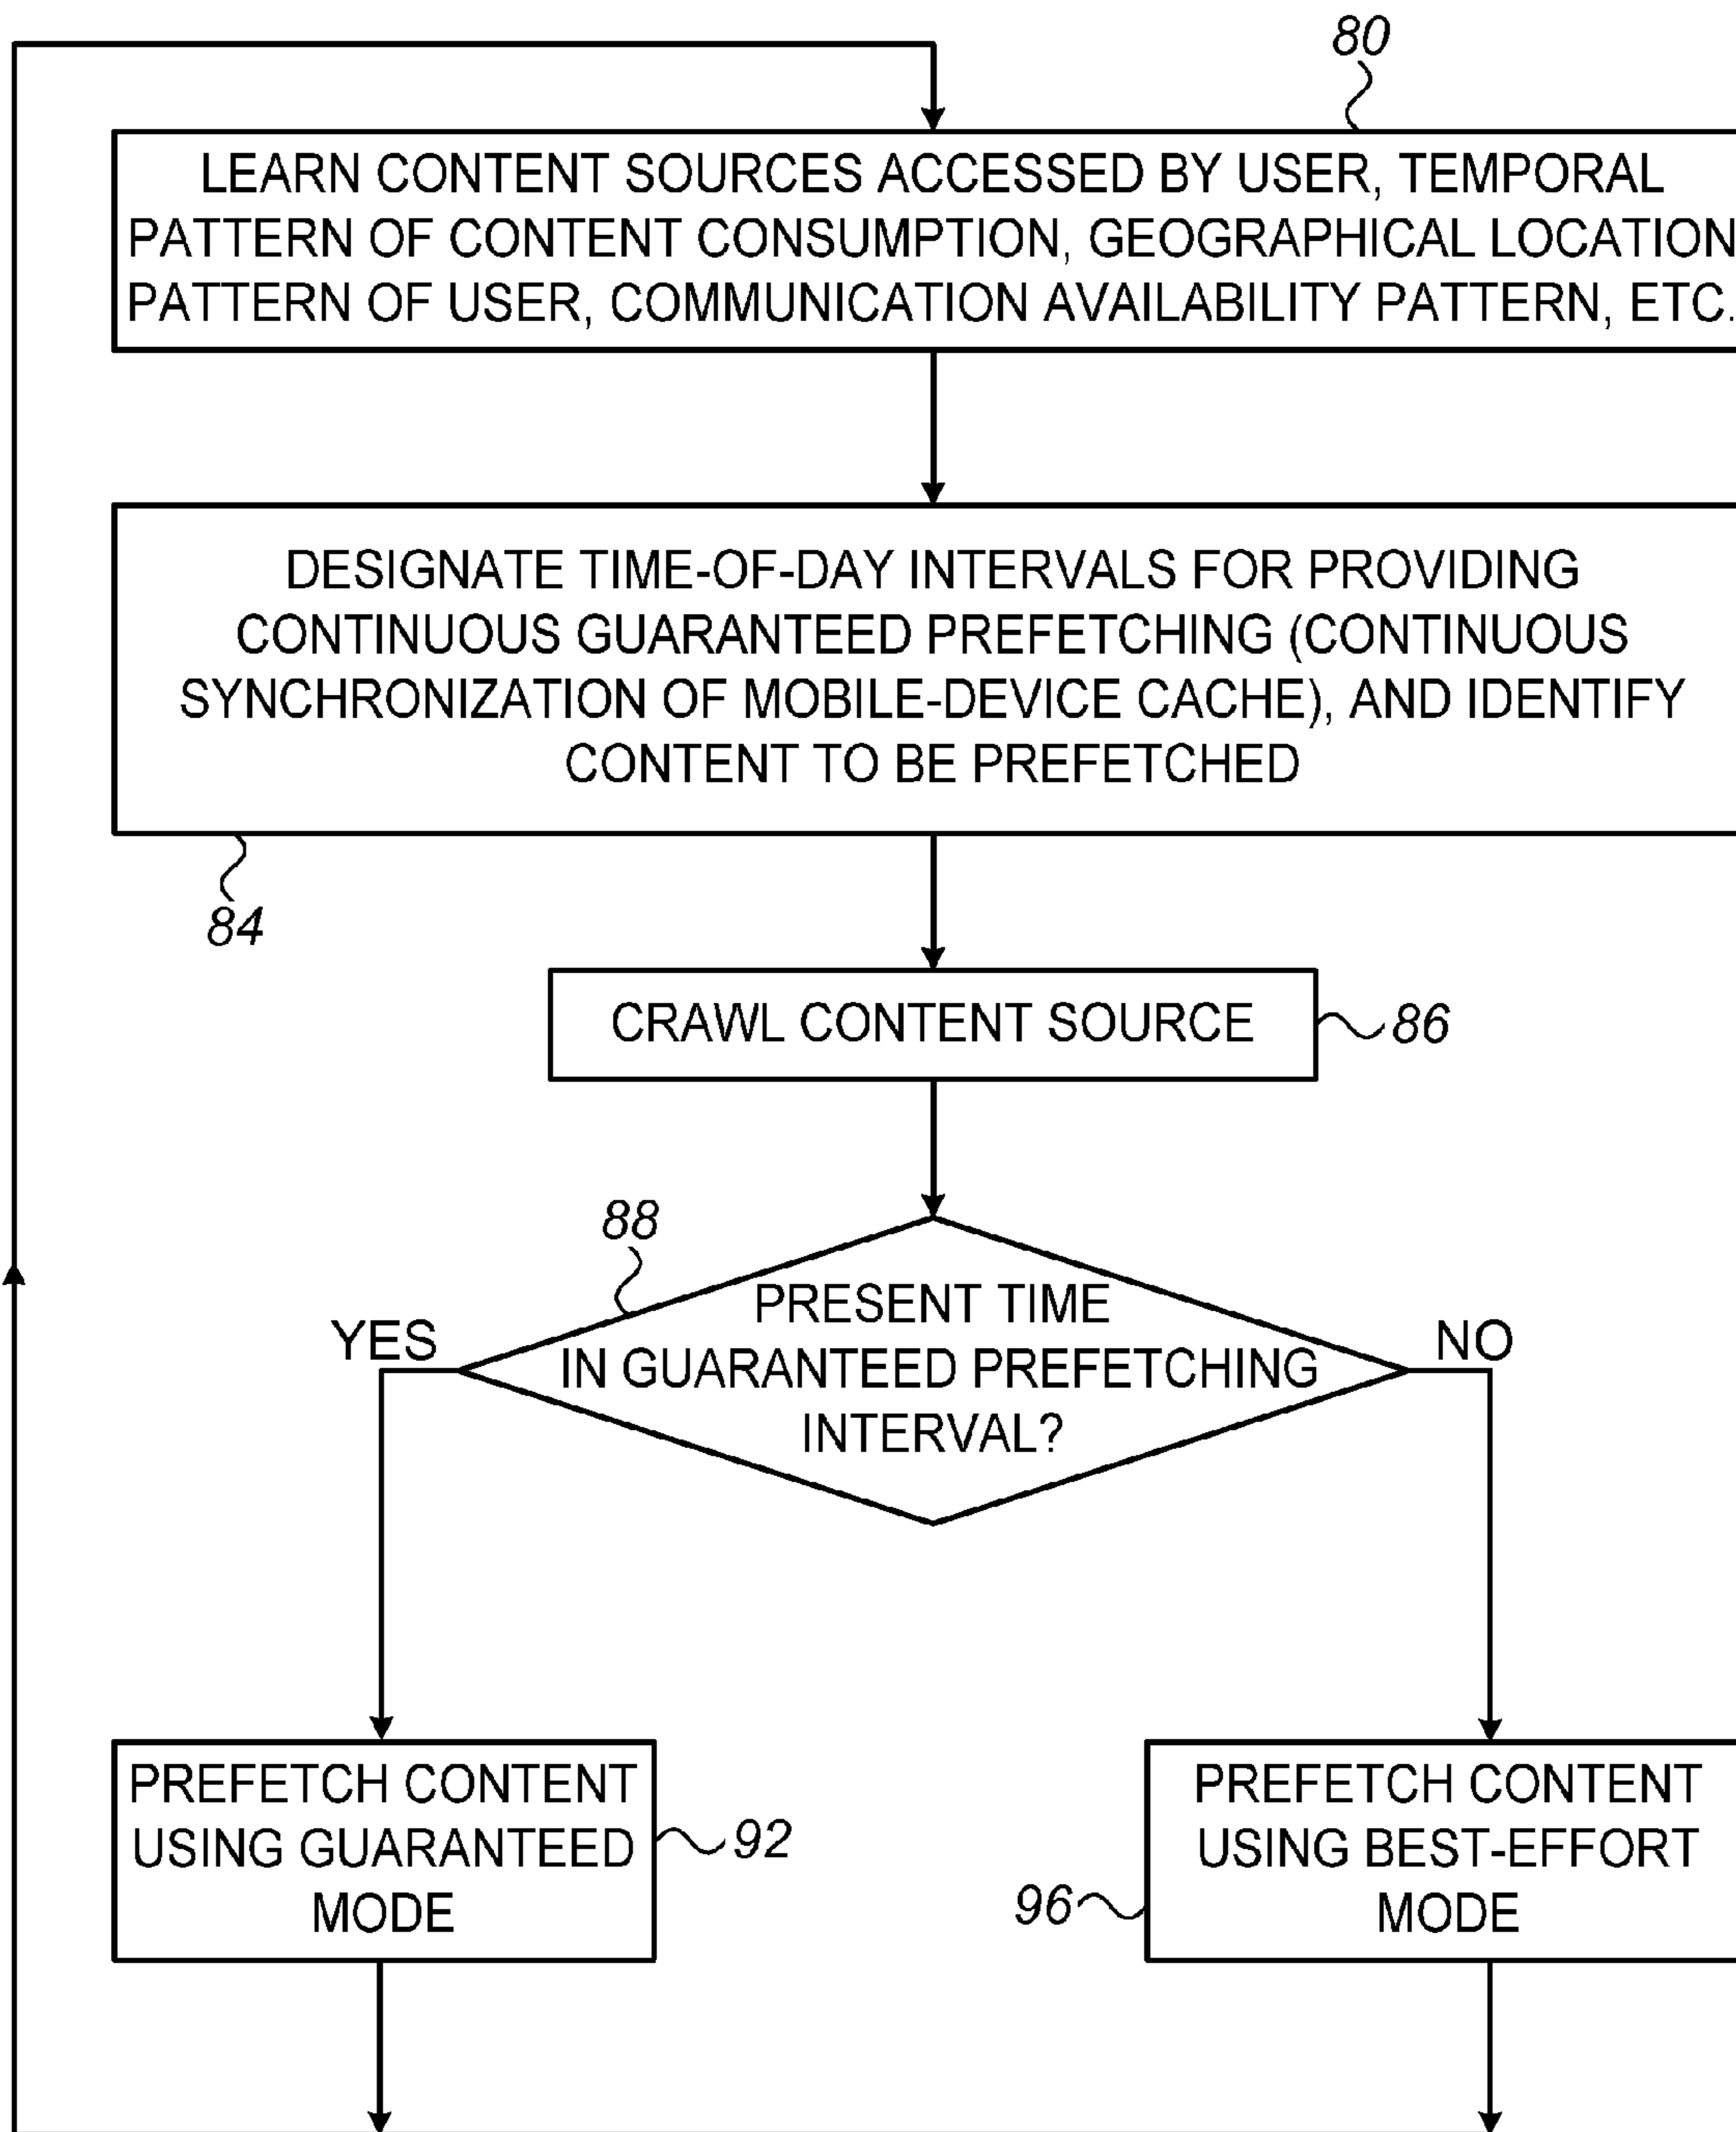 80
LEARN CONTENT SOURCES ACCESSED BY USER, TEMPORAL
PATTERN OF CONTENT CONSUMPTION, GEOGRAPHICAL LOCATION
PATTERN OF USER, COMMUNICATION AVAILABILITY PATTERN, ETC.
DESIGNATE TIME-OF-DAY INTERVALS FOR PROVIDING
CONTINUOUS GUARANTEED PREFETCHING (CONTINUOUS
SYNCHRONIZATION OF MOBILE-DEVICE CACHE), AND IDENTIFY
CONTENT TO BE PREFETCHED
84
CRAWL CONTENT SOURCE
86
88
PRESENT TIME
IN GUARANTEED PREFETCHING
INTERVAL?
YES
NO
PREFETCH CONTENT
USING GUARANTEED
MODE
92
PREFETCH CONTENT
USING BEST-EFFORT
MODE
96